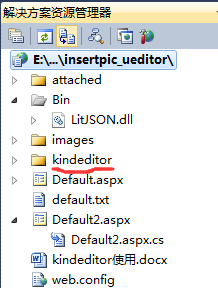 解决方案资源管理器
E:\...\insertpic_ueditor\
attached
Bin
LitJSON.dll
images
kindeditor
Default.aspx
default.txt
Default2.aspx
Default2.aspx.cs
kindeditor使用.docx
web.config